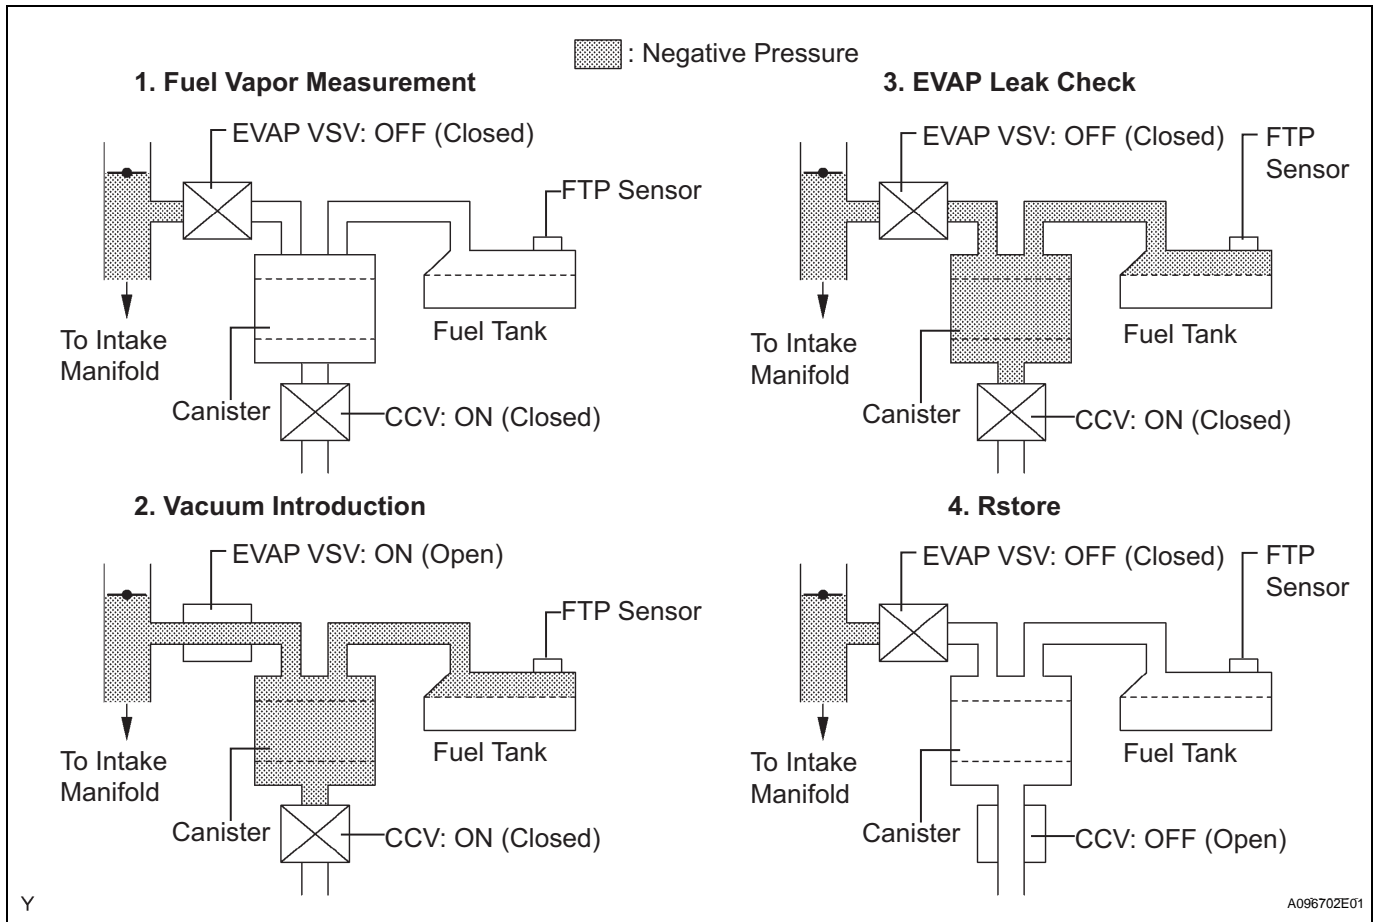 : Negative Pressure
1. Fuel Vapor Measurement
EVAP VSV: OFF (Closed)
FTP Sensor
To Intake
Manifold
Fuel Tank
Canister
CCV: ON (Closed)
2. Vacuum Introduction
EVAP VSV: ON (Open)
FTP Sensor
To Intake
Manifold
Fuel Tank
Canister
CCV: ON (Closed)
3. EVAP Leak Check
EVAP VSV: OFF (Closed)
FTP
Sensor
To Intake
Manifold
Fuel Tank
Canister
CCV: ON (Closed)
4. Rstore
EVAP VSV: OFF (Closed)
FTP
Sensor
To Intake
Manifold
Fuel Tank
Canister
CCV: OFF (Open)
Y
A096702E01